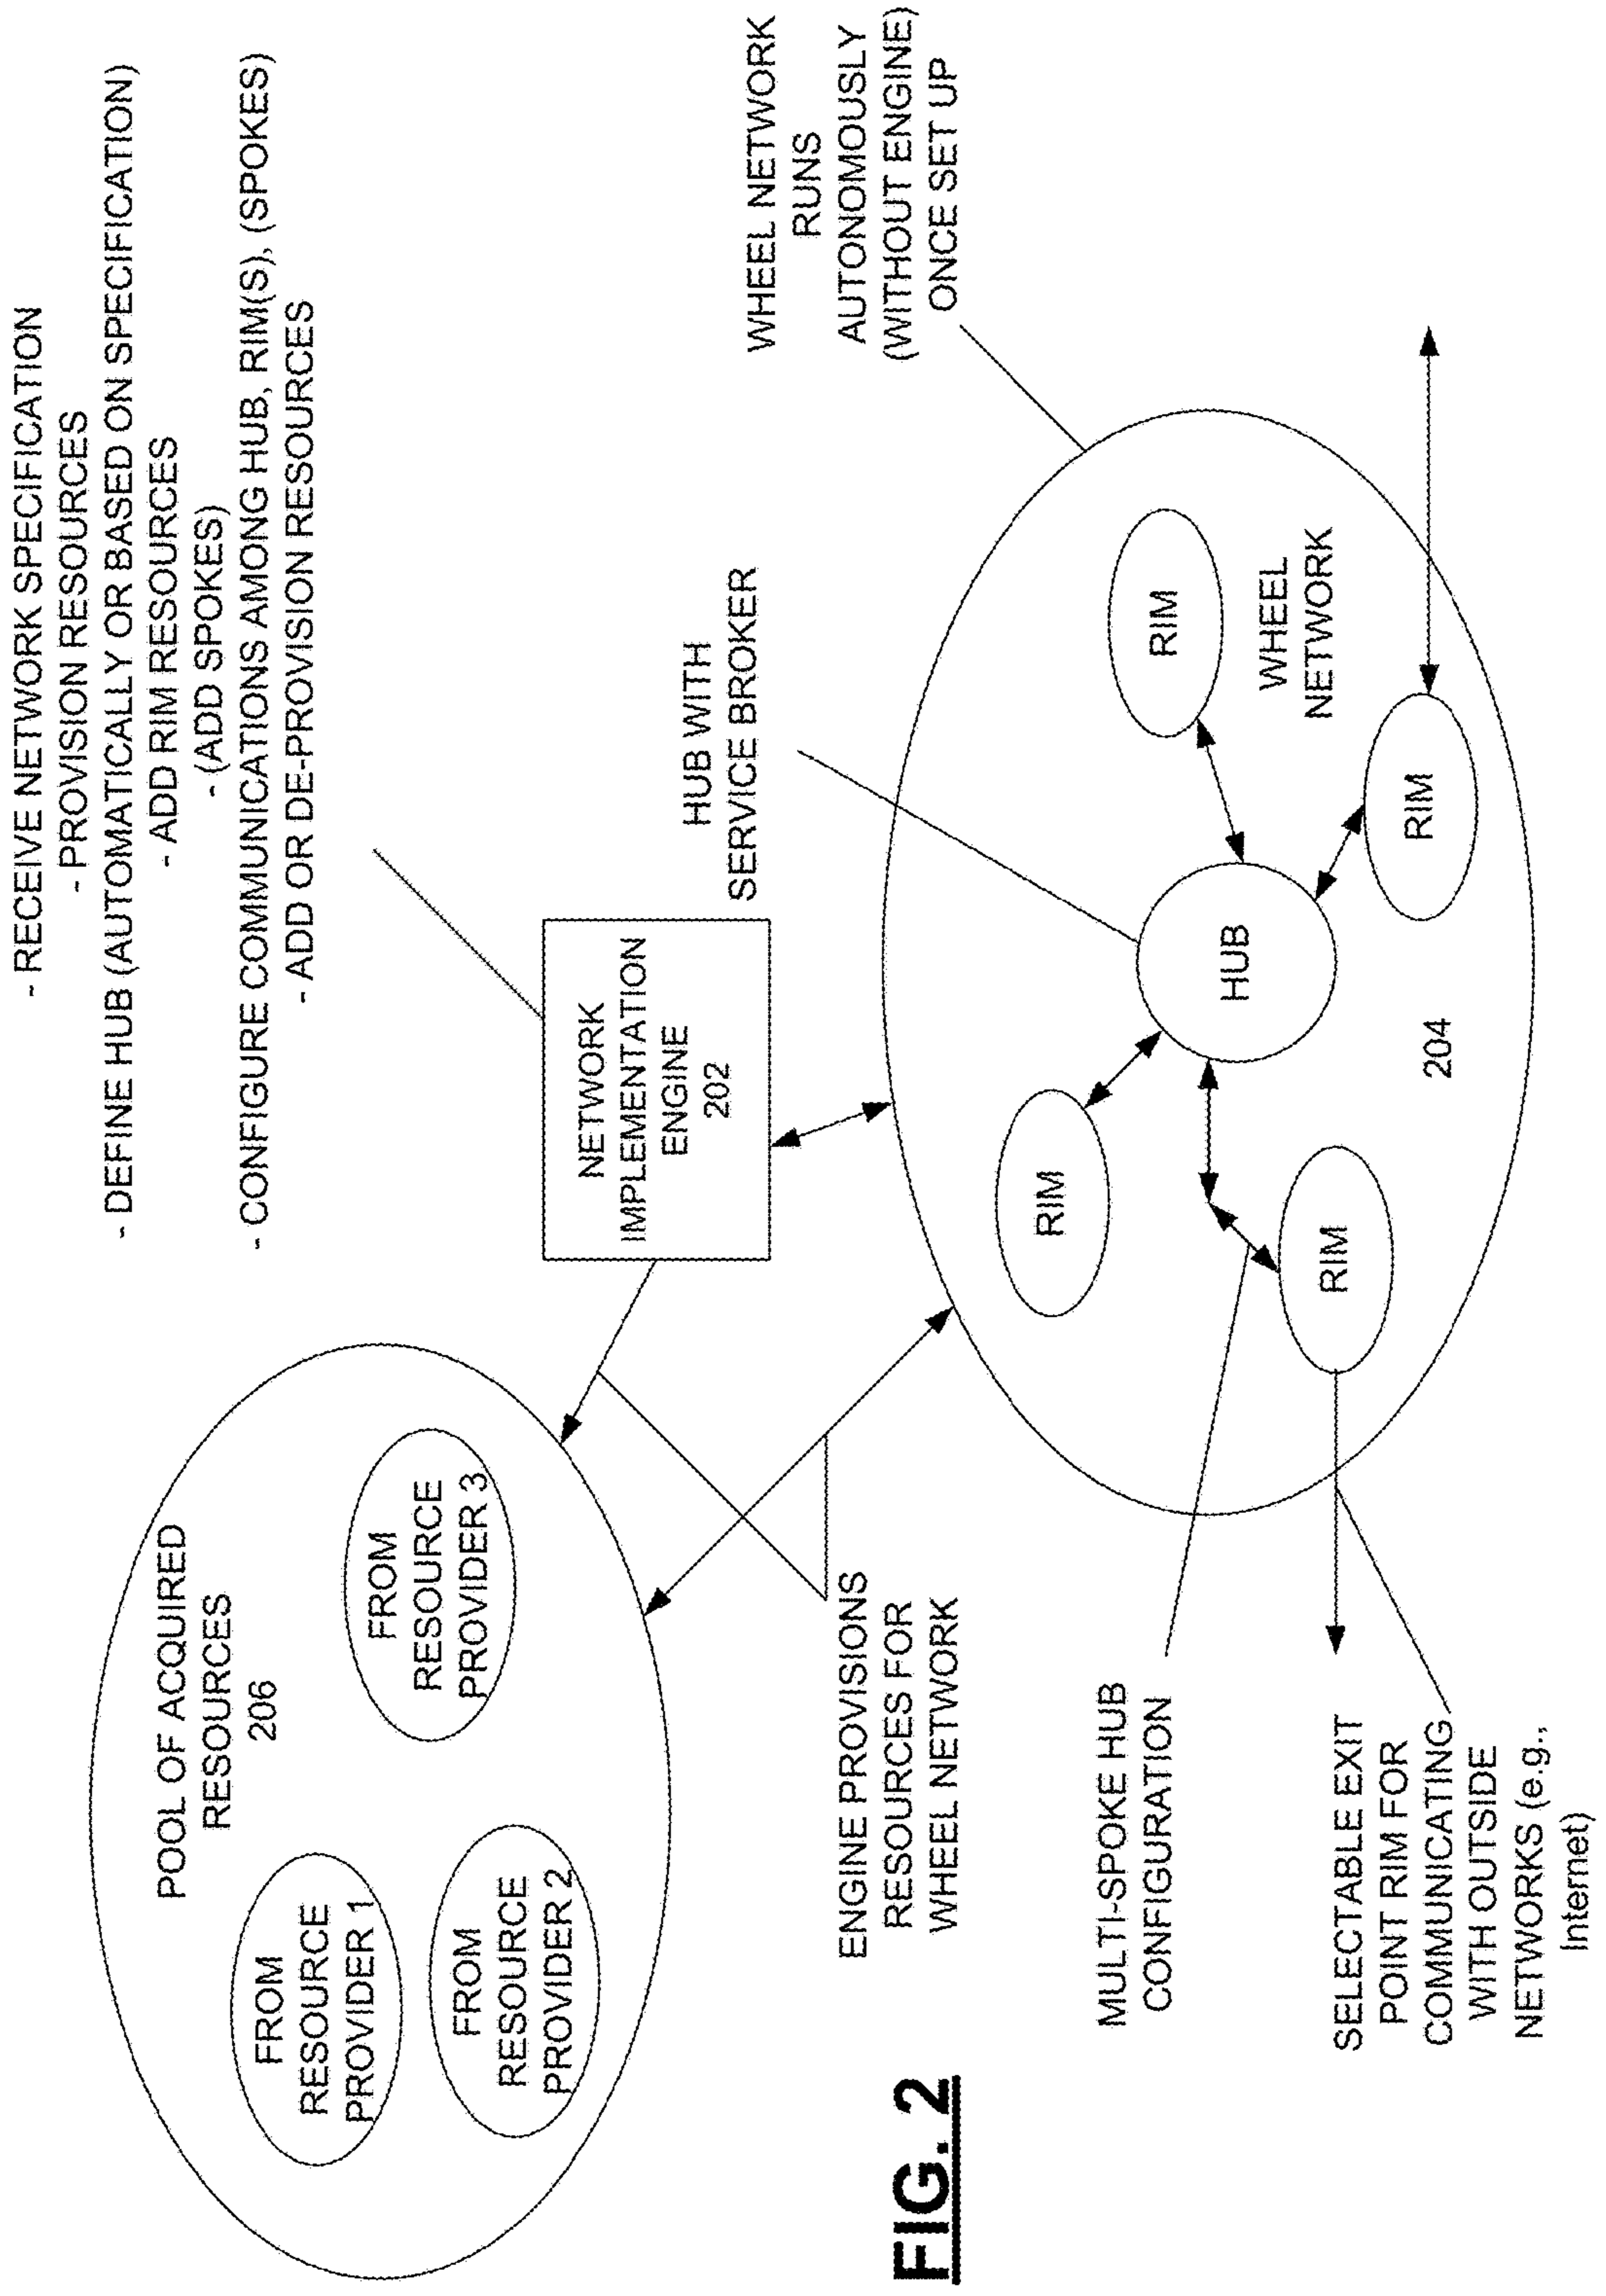 - RECEIVE NETWORK SPECIFICATION
- PROVISION RESOURCES
- DEFINE HUB (AUTOMATICALLY OR BASED ON SPECIFICATION)
- ADD RIM RESOURCES
- (ADD SPOKES)
- CONFIGURE COMMUNICATIONS AMONG HUB, RIM(S), (SPOKES)
- ADD OR DE-PROVISION RESOURCES
POOL OF ACQUIRED
RESOURCES
206
FROM
RESOURCE
PROVIDER 1
FROM
RESOURCE
PROVIDER 2
FROM
RESOURCE
PROVIDER 3
NETWORK
IMPLEMENTATION
ENGINE
202
HUB WITH
SERVICE BROKER
WHEEL NETWORK
RUNS
AUTONOMOUSLY
(WITHOUT ENGINE)
ONCE SET UP
ENGINE PROVISIONS
RESOURCES FOR
WHEEL NETWORK
RIM
RIM
HUB
WHEEL
NETWORK
RIM
RIM
204
MULTI-SPOKE HUB
CONFIGURATION
SELECTABLE EXIT
POINT RIM FOR
COMMUNICATING
WITH OUTSIDE
NETWORKS (e.g.,
Internet)
FIG. 2